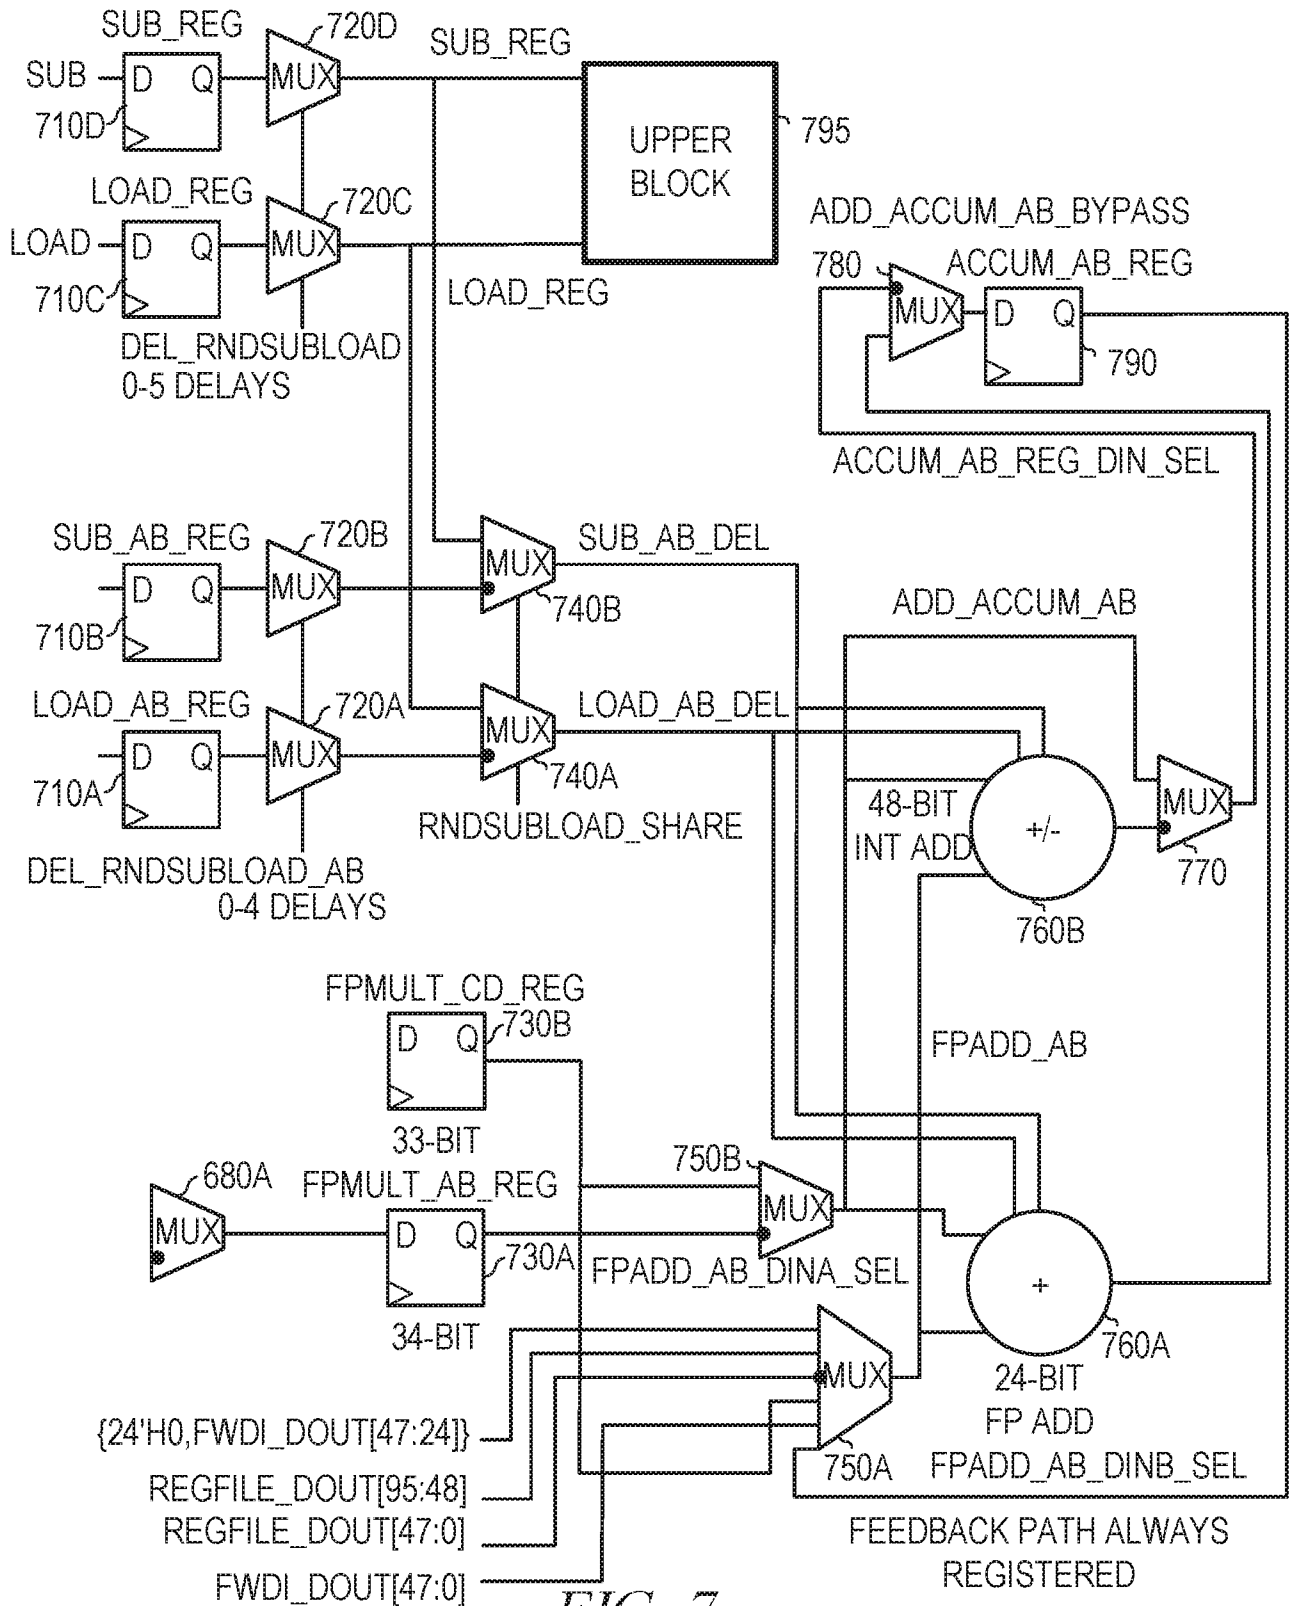 SUB_REG
720D
SUB_REG
SUB
D Q
MUX
710D
UPPER
BLOCK
795
LOAD_REG
720C
LOAD
D Q
MUX
710C
LOAD_REG
DEL_RNDSUBLOAD
0-5 DELAYS
ADD_ACCUM_AB_BYPASS
780
ACCUM_AB_REG
MUX
D Q
790
ACCUM_AB_REG_DIN_SEL
SUB_AB_REG
720B
D Q
MUX
710B
MUX
SUB_AB_DEL
740B
ADD_ACCUM_AB
LOAD_AB_REG
720A
D Q
MUX
710A
MUX
LOAD_AB_DEL
740A
RNDSUBLOAD_SHARE
DEL_RNDSUBLOAD_AB
0-4 DELAYS
48-BIT
INT ADD
+/-
760B
MUX
770
FPMULT_CD_REG
D Q
730B
33-BIT
FPADD_AB
680A
MUX
FPMULT_AB_REG
D Q
730A
34-BIT
750B
MUX
FPADD_AB_DINA_SEL
+
760A
24-BIT
FP ADD
MUX
750A
FPADD_AB_DINB_SEL
{24'H0,FWDI_DOUT[47:24]}
REGFILE_DOUT[95:48]
REGFILE_DOUT[47:0]
FWDI_DOUT[47:0]
FEEDBACK PATH ALWAYS
REGISTERED
FIG. 7